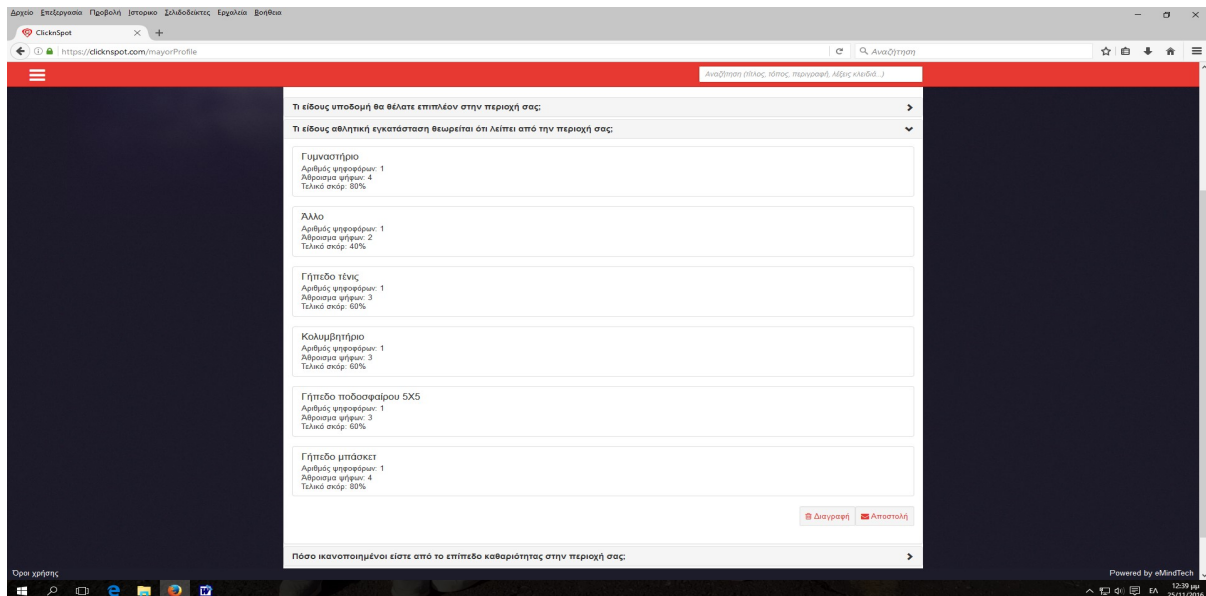 Αρχείο Επεξεργασία Προβολή Ιστορικο Σελιδοδείκτες Εργαλεία Βοήθεια
ClicknSpot
https://clicknspot.com/mayorProfile
Αναζήτηση
Αναζήτηση (τίτλος, τόπος, περιγραφή, λέξεις κλειδιά...)
Τι είδους υποδομή θα θέλατε επιπλέον στην περιοχή σας;
Τι είδους αθλητική εγκατάσταση θεωρείται ότι λείπει από την περιοχή σας;
Γυμναστήριο
Αριθμός ψηφοφόρων: 1
Άθροισμα ψήφων: 4
Τελικό σκόρ: 80%
Άλλο
Αριθμός ψηφοφόρων: 1
Άθροισμα ψήφων: 2
Τελικό σκόρ: 40%
Γήπεδο τένις
Αριθμός ψηφοφόρων: 1
Άθροισμα ψήφων: 3
Τελικό σκόρ: 60%
Κολυμβητήριο
Αριθμός ψηφοφόρων: 1
Άθροισμα ψήφων: 3
Τελικό σκόρ: 60%
Γήπεδο ποδοσφαίρου 5Χ5
Αριθμός ψηφοφόρων: 1
Άθροισμα ψήφων: 3
Τελικό σκόρ: 60%
Γήπεδο μπάσκετ
Αριθμός ψηφοφόρων: 1
Άθροισμα ψήφων: 4
Τελικό σκόρ: 80%
Διαγραφή Αποστολή
Πόσο ικανοποιημένοι είστε από το επίπεδο καθαριότητας στην περιοχή σας;
Όροι χρήσης
Powered by eMindTech
ΕΛ
12:39 μμ
25/11/2016